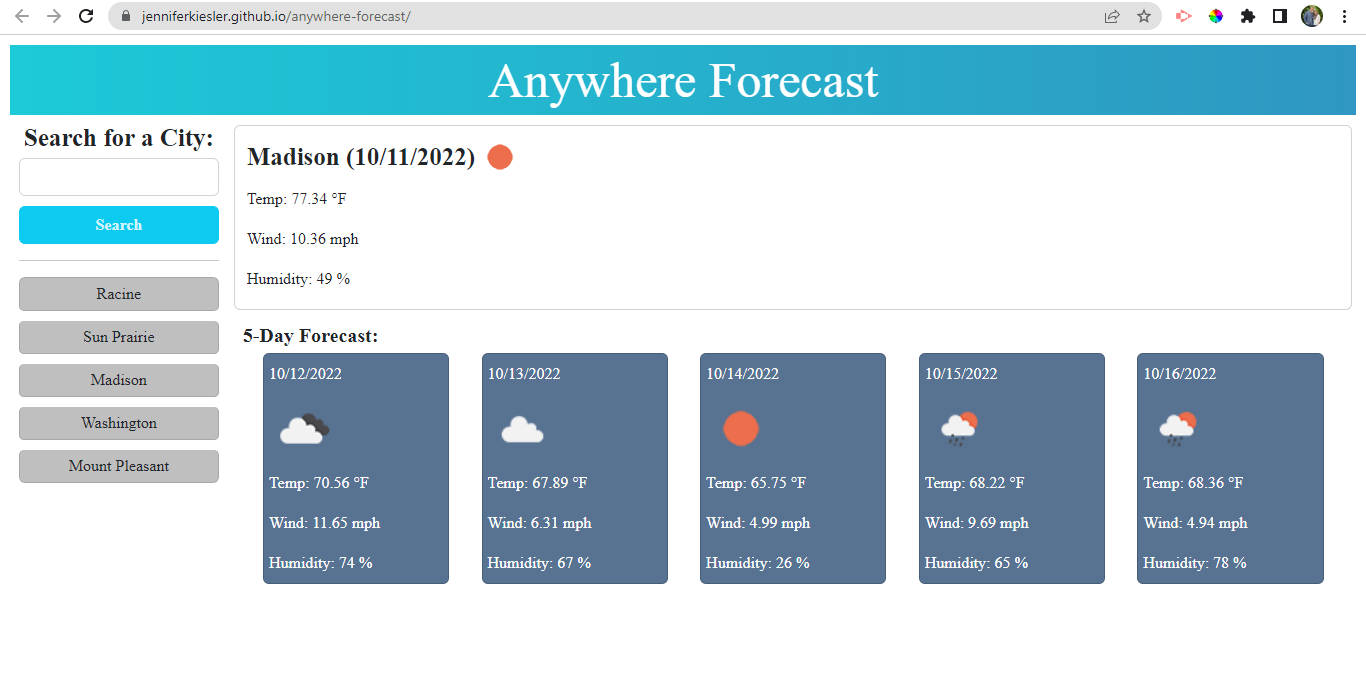 jenniferkiesler.github.io/anywhere-forecast/
Anywhere Forecast
Search for a City:
Search
Racine
Sun Prairie
Madison
Washington
Mount Pleasant
Madison (10/11/2022)
Temp: 77.34 °F
Wind: 10.36 mph
Humidity: 49 %
5-Day Forecast:
10/12/2022
Temp: 70.56 °F
Wind: 11.65 mph
Humidity: 74 %
10/13/2022
Temp: 67.89 °F
Wind: 6.31 mph
Humidity: 67 %
10/14/2022
Temp: 65.75 °F
Wind: 4.99 mph
Humidity: 26 %
10/15/2022
Temp: 68.22 °F
Wind: 9.69 mph
Humidity: 65 %
10/16/2022
Temp: 68.36 °F
Wind: 4.94 mph
Humidity: 78 %